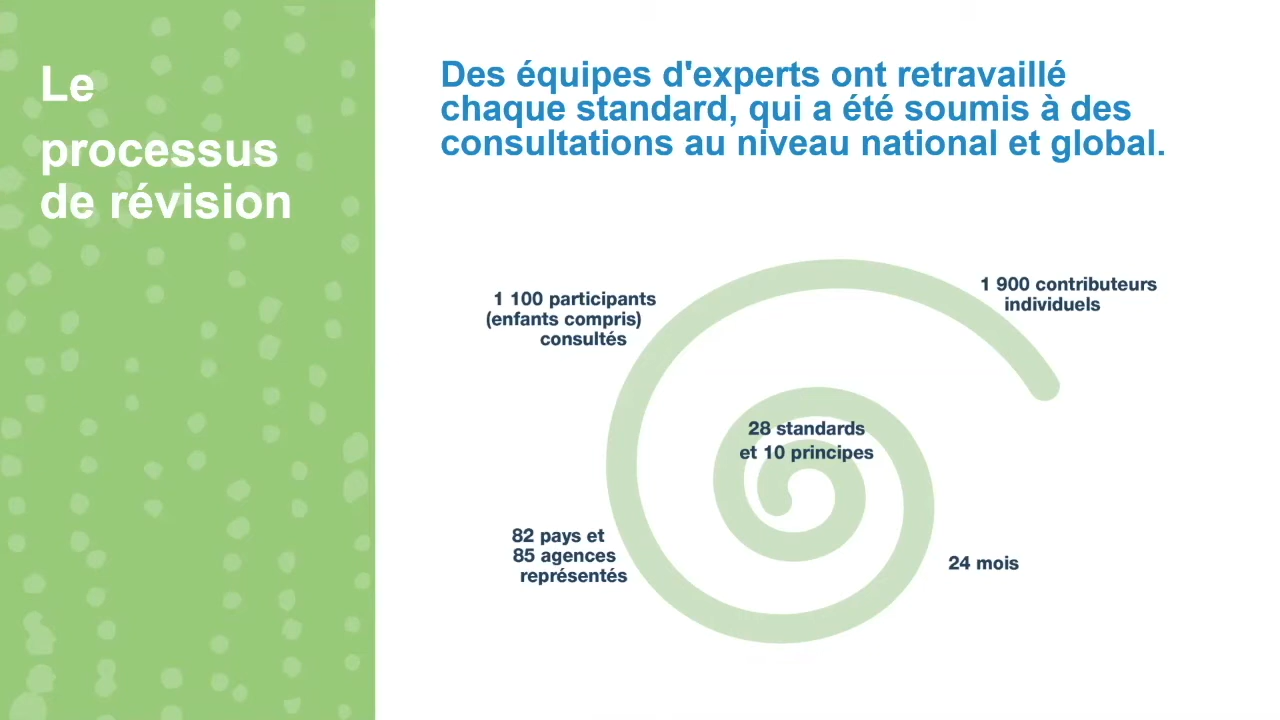 Le
processus
de révision
Des équipes d'experts ont retravaillé
chaque standard, qui a été soumis à des
consultations au niveau national et global.
1 100 participants
(enfants compris)
consultés
1 900 contributeurs
individuels
28 standards
et 10 principes
82 pays et
85 agences
représentés
24 mois